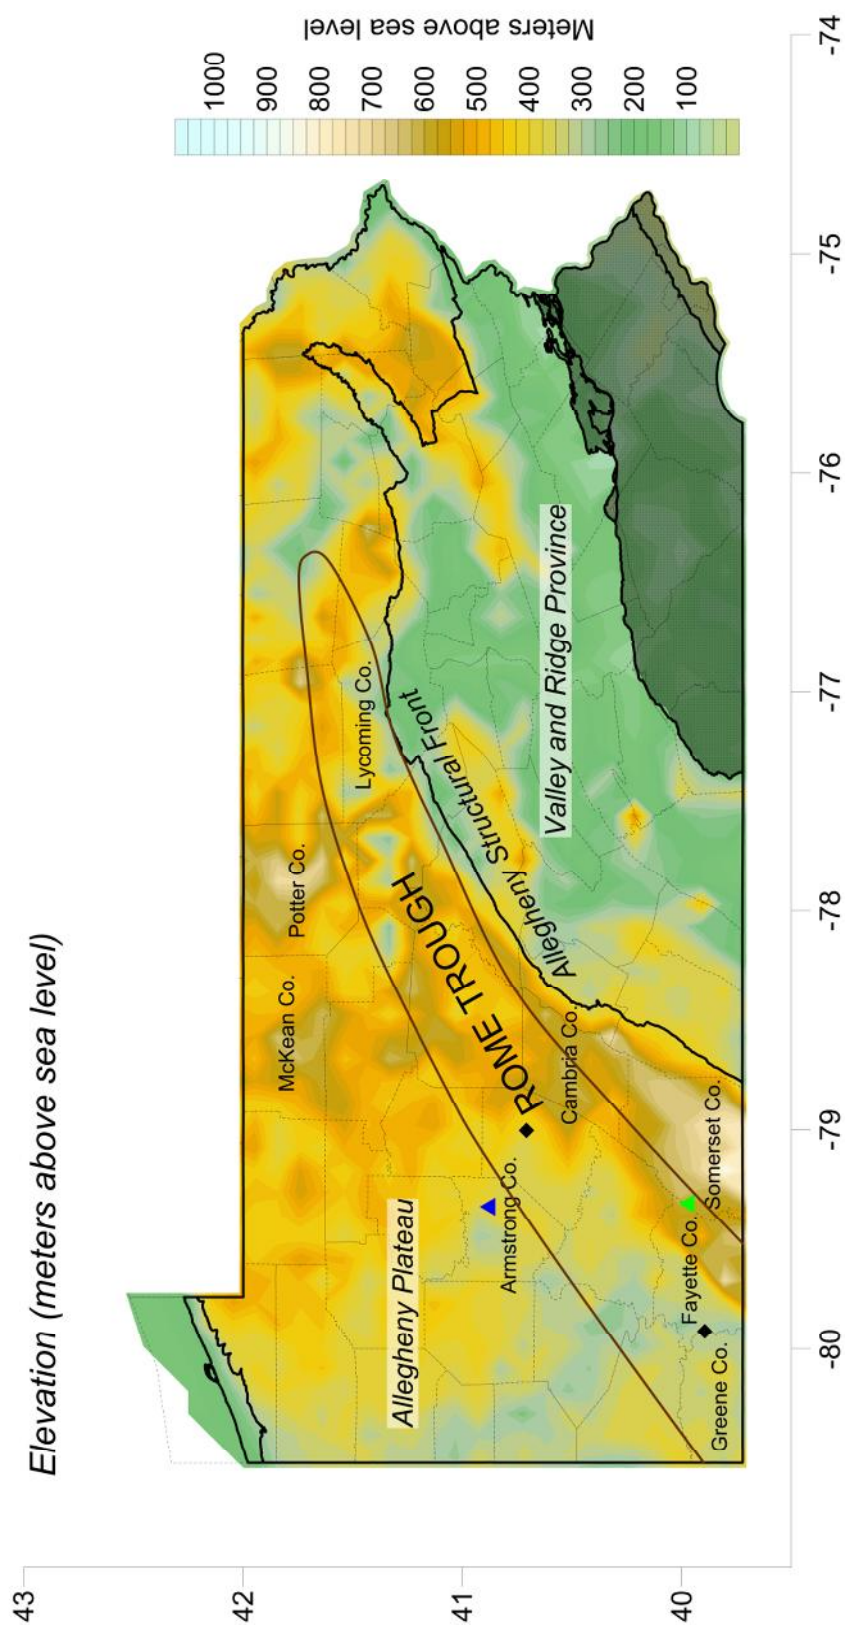 Elevation (meters above sea level)
43
42
41
40
McKean Co.
Potter Co.
Lycoming Co.
Allegheny Plateau
ROME TROUGH
Allegheny Structural Front
Armstrong Co.
Cambria Co.
Valley and Ridge Province
Fayette Co.
Somerset Co.
Greene Co.
-80
-79
-78
-77
-76
-75
-74
1000
900
800
700
600
500
400
300
200
100
Meters above sea level